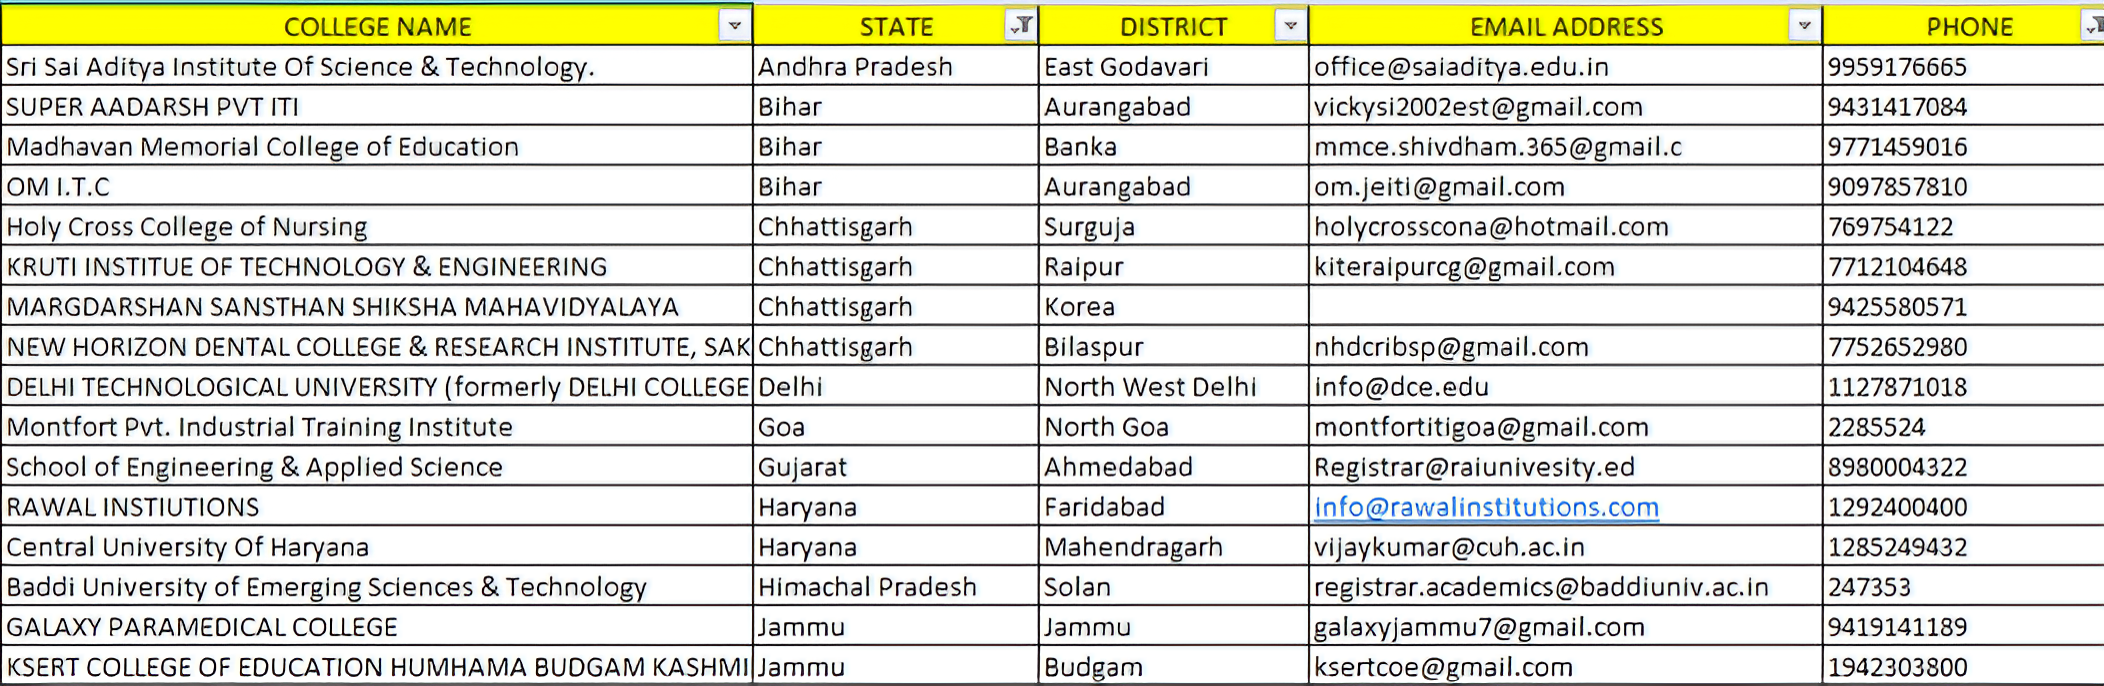 COLLEGE NAME STATE DISTRICT EMAIL ADDRESS PHONE
Sri Sai Aditya Institute Of Science & Technology. Andhra Pradesh East Godavari office@saiaditya.edu.in 9959176665
SUPER AADARSH PVT ITI Bihar Aurangabad vickysi2002est@gmail.com 9431417084
Madhavan Memorial College of Education Bihar Banka mmce.shivdham.365@gmail.c 9771459016
OM I.T.C Bihar Aurangabad om.jeiti@gmail.com 9097857810
Holy Cross College of Nursing Chhattisgarh Surguja holycrosscona@hotmail.com 769754122
KRUTI INSTITUE OF TECHNOLOGY & ENGINEERING Chhattisgarh Raipur kiteraipurcg@gmail.com 7712104648
MARGDARSHAN SANSTHAN SHIKSHA MAHAVIDYALAYA Chhattisgarh Korea 9425580571
NEW HORIZON DENTAL COLLEGE & RESEARCH INSTITUTE, SAK Chhattisgarh Bilaspur nhdcribsp@gmail.com 7752652980
DELHI TECHNOLOGICAL UNIVERSITY (formerly DELHI COLLEGE Delhi North West Delhi info@dce.edu 1127871018
Montfort Pvt. Industrial Training Institute Goa North Goa montfortitigoa@gmail.com 2285524
School of Engineering & Applied Science Gujarat Ahmedabad Registrar@raiunivesity.ed 8980004322
RAWAL INSTIUTIONS Haryana Faridabad info@rawalinstitutions.com 1292400400
Central University Of Haryana Haryana Mahendragarh vijaykumar@cuh.ac.in 1285249432
Baddi University of Emerging Sciences & Technology Himachal Pradesh Solan registrar.academics@baddiuniv.ac.in 247353
GALAXY PARAMEDICAL COLLEGE Jammu Jammu galaxyjammu7@gmail.com 9419141189
KSERT COLLEGE OF EDUCATION HUMHAMA BUDGAM KASHMI Jammu Budgam ksertcoe@gmail.com 1942303800